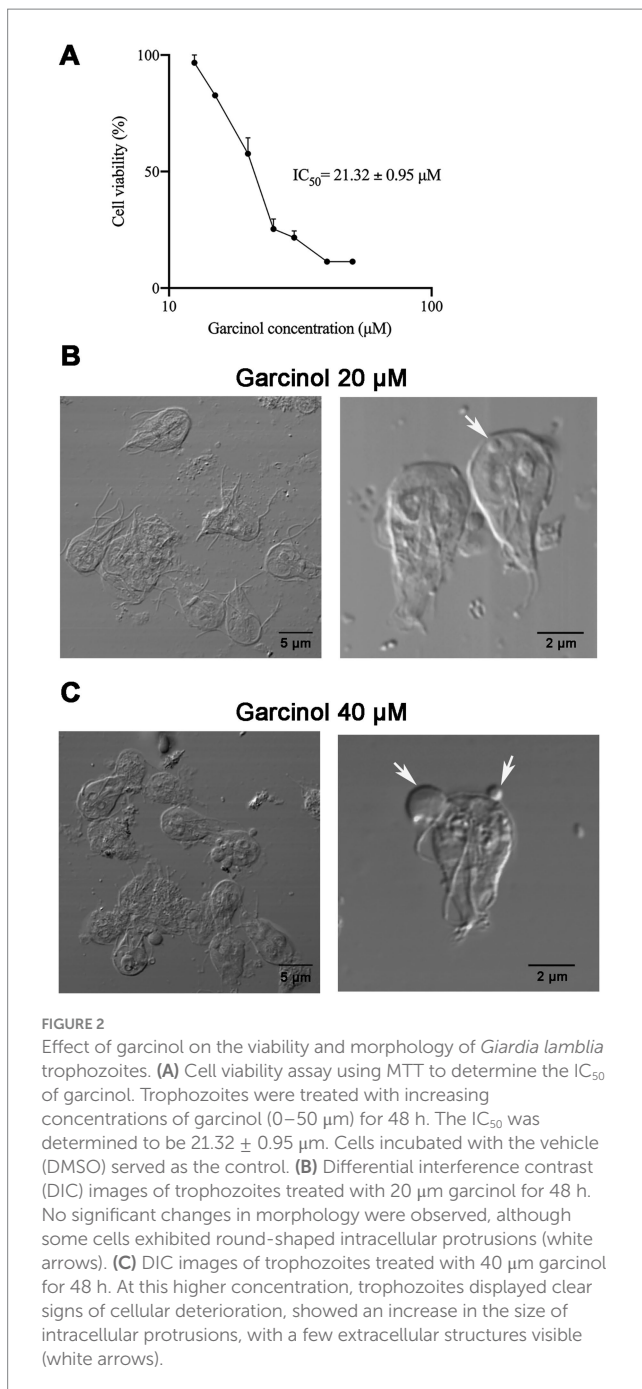 A
100
50
0
Cell viability (%)
IC₅₀= 21.32 ± 0.95 µM
10
100
Garcinol concentration (µM)
B
Garcinol 20 µM
5 µm
2 µm
C
Garcinol 40 µM
5 µm
2 µm
FIGURE 2
Effect of garcinol on the viability and morphology of Giardia lamblia
trophozoites. (A) Cell viability assay using MTT to determine the IC₅₀
of garcinol. Trophozoites were treated with increasing
concentrations of garcinol (0–50 μm) for 48 h. The IC₅₀ was
determined to be 21.32 ± 0.95 μm. Cells incubated with the vehicle
(DMSO) served as the control. (B) Differential interference contrast
(DIC) images of trophozoites treated with 20 μm garcinol for 48 h.
No significant changes in morphology were observed, although
some cells exhibited round-shaped intracellular protrusions (white
arrows). (C) DIC images of trophozoites treated with 40 μm garcinol
for 48 h. At this higher concentration, trophozoites displayed clear
signs of cellular deterioration, showed an increase in the size of
intracellular protrusions, with a few extracellular structures visible
(white arrows).